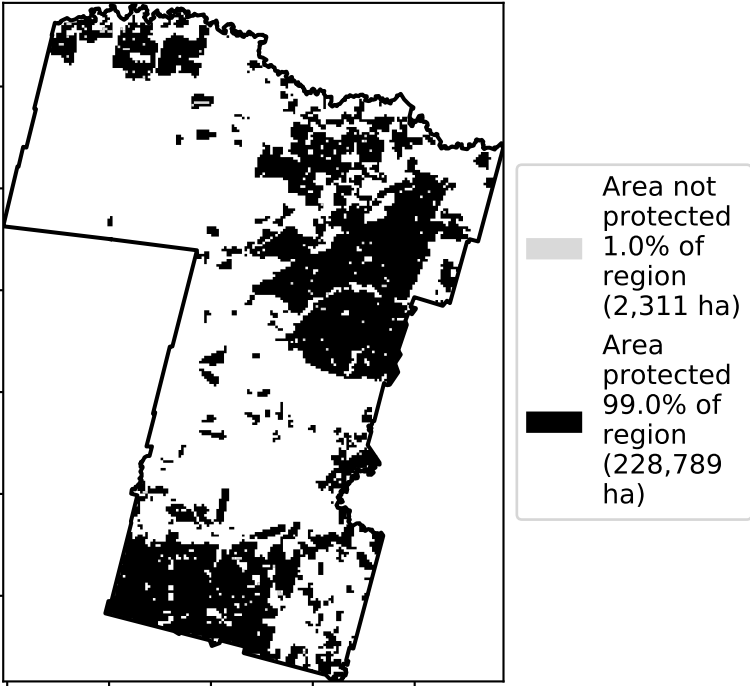 Area not
protected
1.0% of
region
(2,311 ha)
Area
protected
99.0% of
region
(228,789
ha)